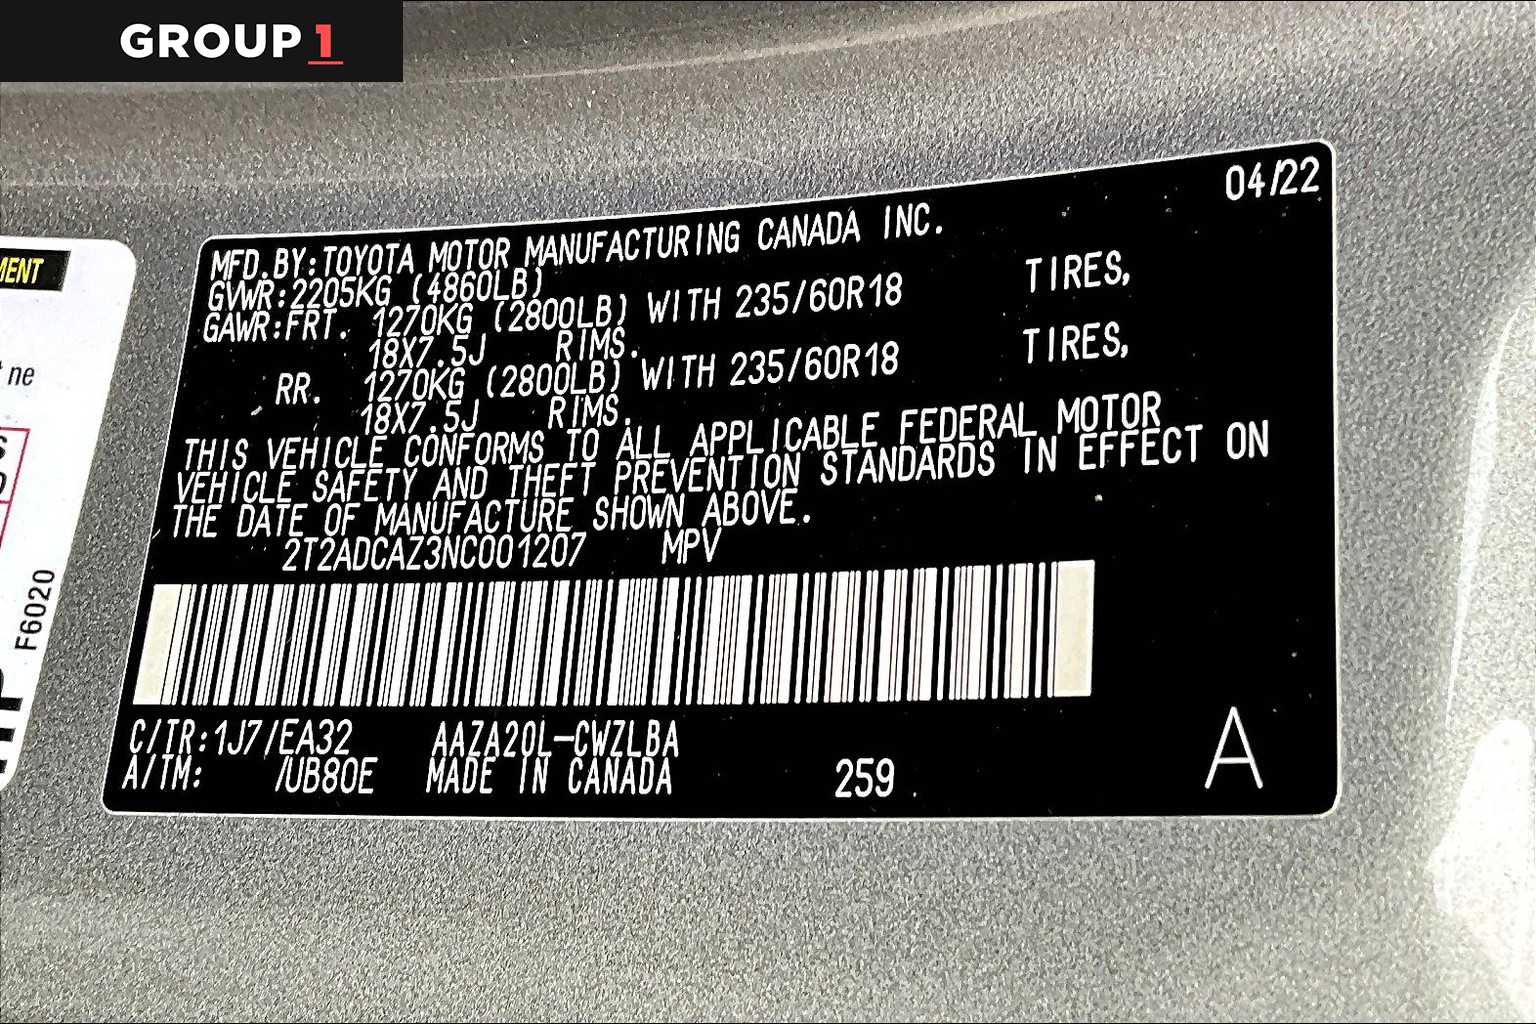 GROUP 1
MENT
ne
F6020
04/22
MFD.BY:TOYOTA MOTOR MANUFACTURING CANADA INC.
GVWR:2205KG (4860LB)
GAWR:FRT. 1270KG (2800LB) WITH 235/60R18 TIRES,
18X7.5J RIMS.
RR. 1270KG (2800LB) WITH 235/60R18 TIRES,
18X7.5J RIMS.
THIS VEHICLE CONFORMS TO ALL APPLICABLE FEDERAL MOTOR
VEHICLE SAFETY AND THEFT PREVENTION STANDARDS IN EFFECT ON
THE DATE OF MANUFACTURE SHOWN ABOVE.
2T2ADCAZ3NC001207 MPV
C/TR:1J7/EA32 AAZA20L-CWZLBA
A/TM: /UB80E MADE IN CANADA 259 A